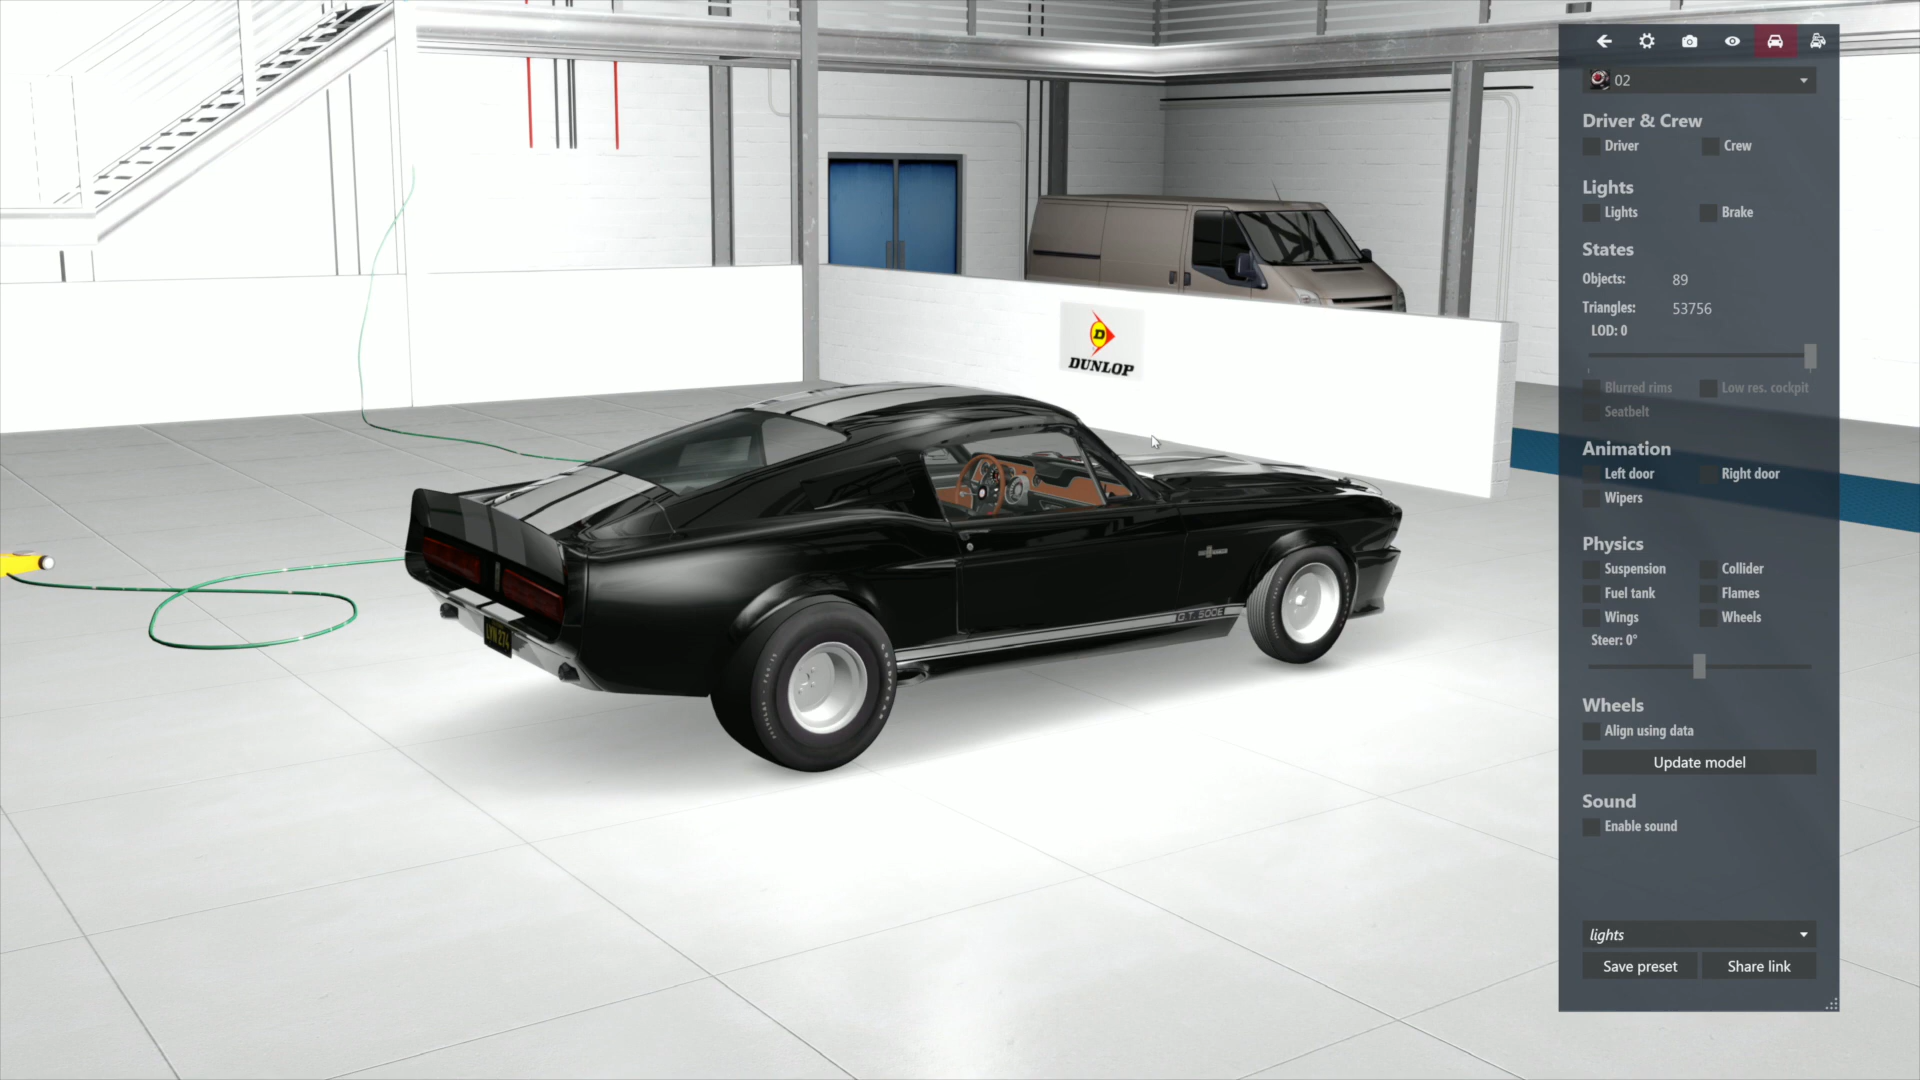 02
Driver & Crew
Driver Crew
Lights
Lights Brake
States
Objects: 89
Triangles: 53756
LOD: 0
Blurred rims Low res. cockpit
Seatbelt
Animation
Left door Right door
Wipers
Physics
Suspension Collider
Fuel tank Flames
Wings Wheels
Steer: 0°
Wheels
Align using data
Update model
Sound
Enable sound
lights
Save preset Share link
D
DUNLOP
G.T. 500E